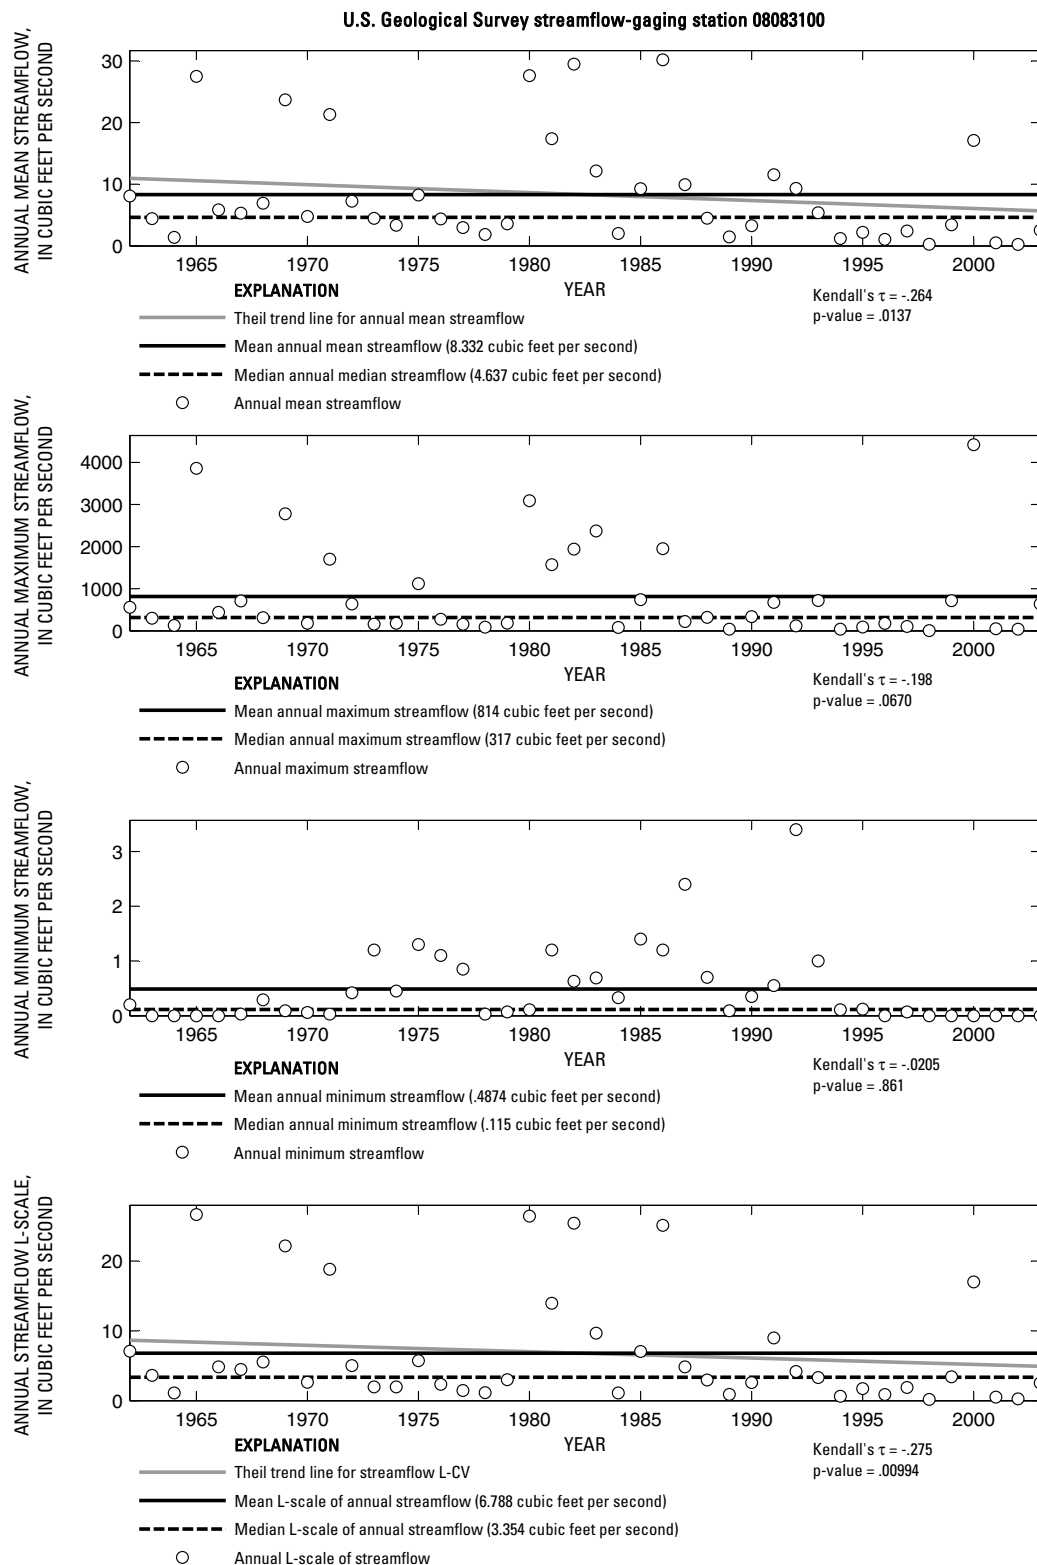 U.S. Geological Survey streamflow-gaging station 08083100
ANNUAL MEAN STREAMFLOW,
IN CUBIC FEET PER SECOND
30
20
10
0
1965 1970 1975 1980 1985 1990 1995 2000
YEAR
EXPLANATION
Theil trend line for annual mean streamflow
Mean annual mean streamflow (8.332 cubic feet per second)
Median annual median streamflow (4.637 cubic feet per second)
Annual mean streamflow
Kendall's τ = -.264
p-value = .0137
ANNUAL MAXIMUM STREAMFLOW,
IN CUBIC FEET PER SECOND
4000
3000
2000
1000
0
1965 1970 1975 1980 1985 1990 1995 2000
YEAR
EXPLANATION
Mean annual maximum streamflow (814 cubic feet per second)
Median annual maximum streamflow (317 cubic feet per second)
Annual maximum streamflow
Kendall's τ = -.198
p-value = .0670
ANNUAL MINIMUM STREAMFLOW,
IN CUBIC FEET PER SECOND
3
2
1
0
1965 1970 1975 1980 1985 1990 1995 2000
YEAR
EXPLANATION
Mean annual minimum streamflow (.4874 cubic feet per second)
Median annual minimum streamflow (.115 cubic feet per second)
Annual minimum streamflow
Kendall's τ = -.0205
p-value = .861
ANNUAL STREAMFLOW L-SCALE,
IN CUBIC FEET PER SECOND
20
10
0
1965 1970 1975 1980 1985 1990 1995 2000
YEAR
EXPLANATION
Theil trend line for streamflow L-CV
Mean L-scale of annual streamflow (6.788 cubic feet per second)
Median L-scale of annual streamflow (3.354 cubic feet per second)
Annual L-scale of streamflow
Kendall's τ = -.275
p-value = .00994